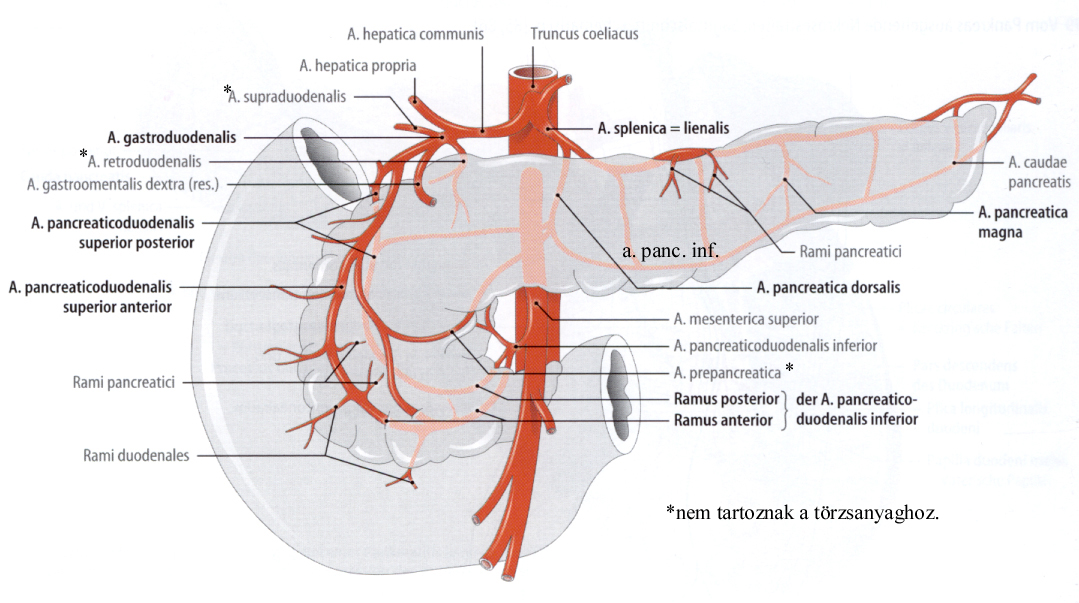 A. hepatica communis
Truncus coeliacus
A. hepatica propria
*A. supraduodenalis
A. gastroduodenalis
A. splenica = lienalis
*A. retroduodenalis
A. gastroomentalis dextra (res.)
A. caudae
pancreatis
A. pancreaticoduodenalis
superior posterior
A. pancreatica
magna
a. panc. inf.
Rami pancreatici
A. pancreaticoduodenalis
superior anterior
A. pancreatica dorsalis
A. mesenterica superior
A. pancreaticoduodenalis inferior
A. prepancreatica *
Rami pancreatici
Ramus posterior
Ramus anterior
der A. pancreatico-
duodenalis inferior
Rami duodenales
*nem tartoznak a törzsanyaghoz.